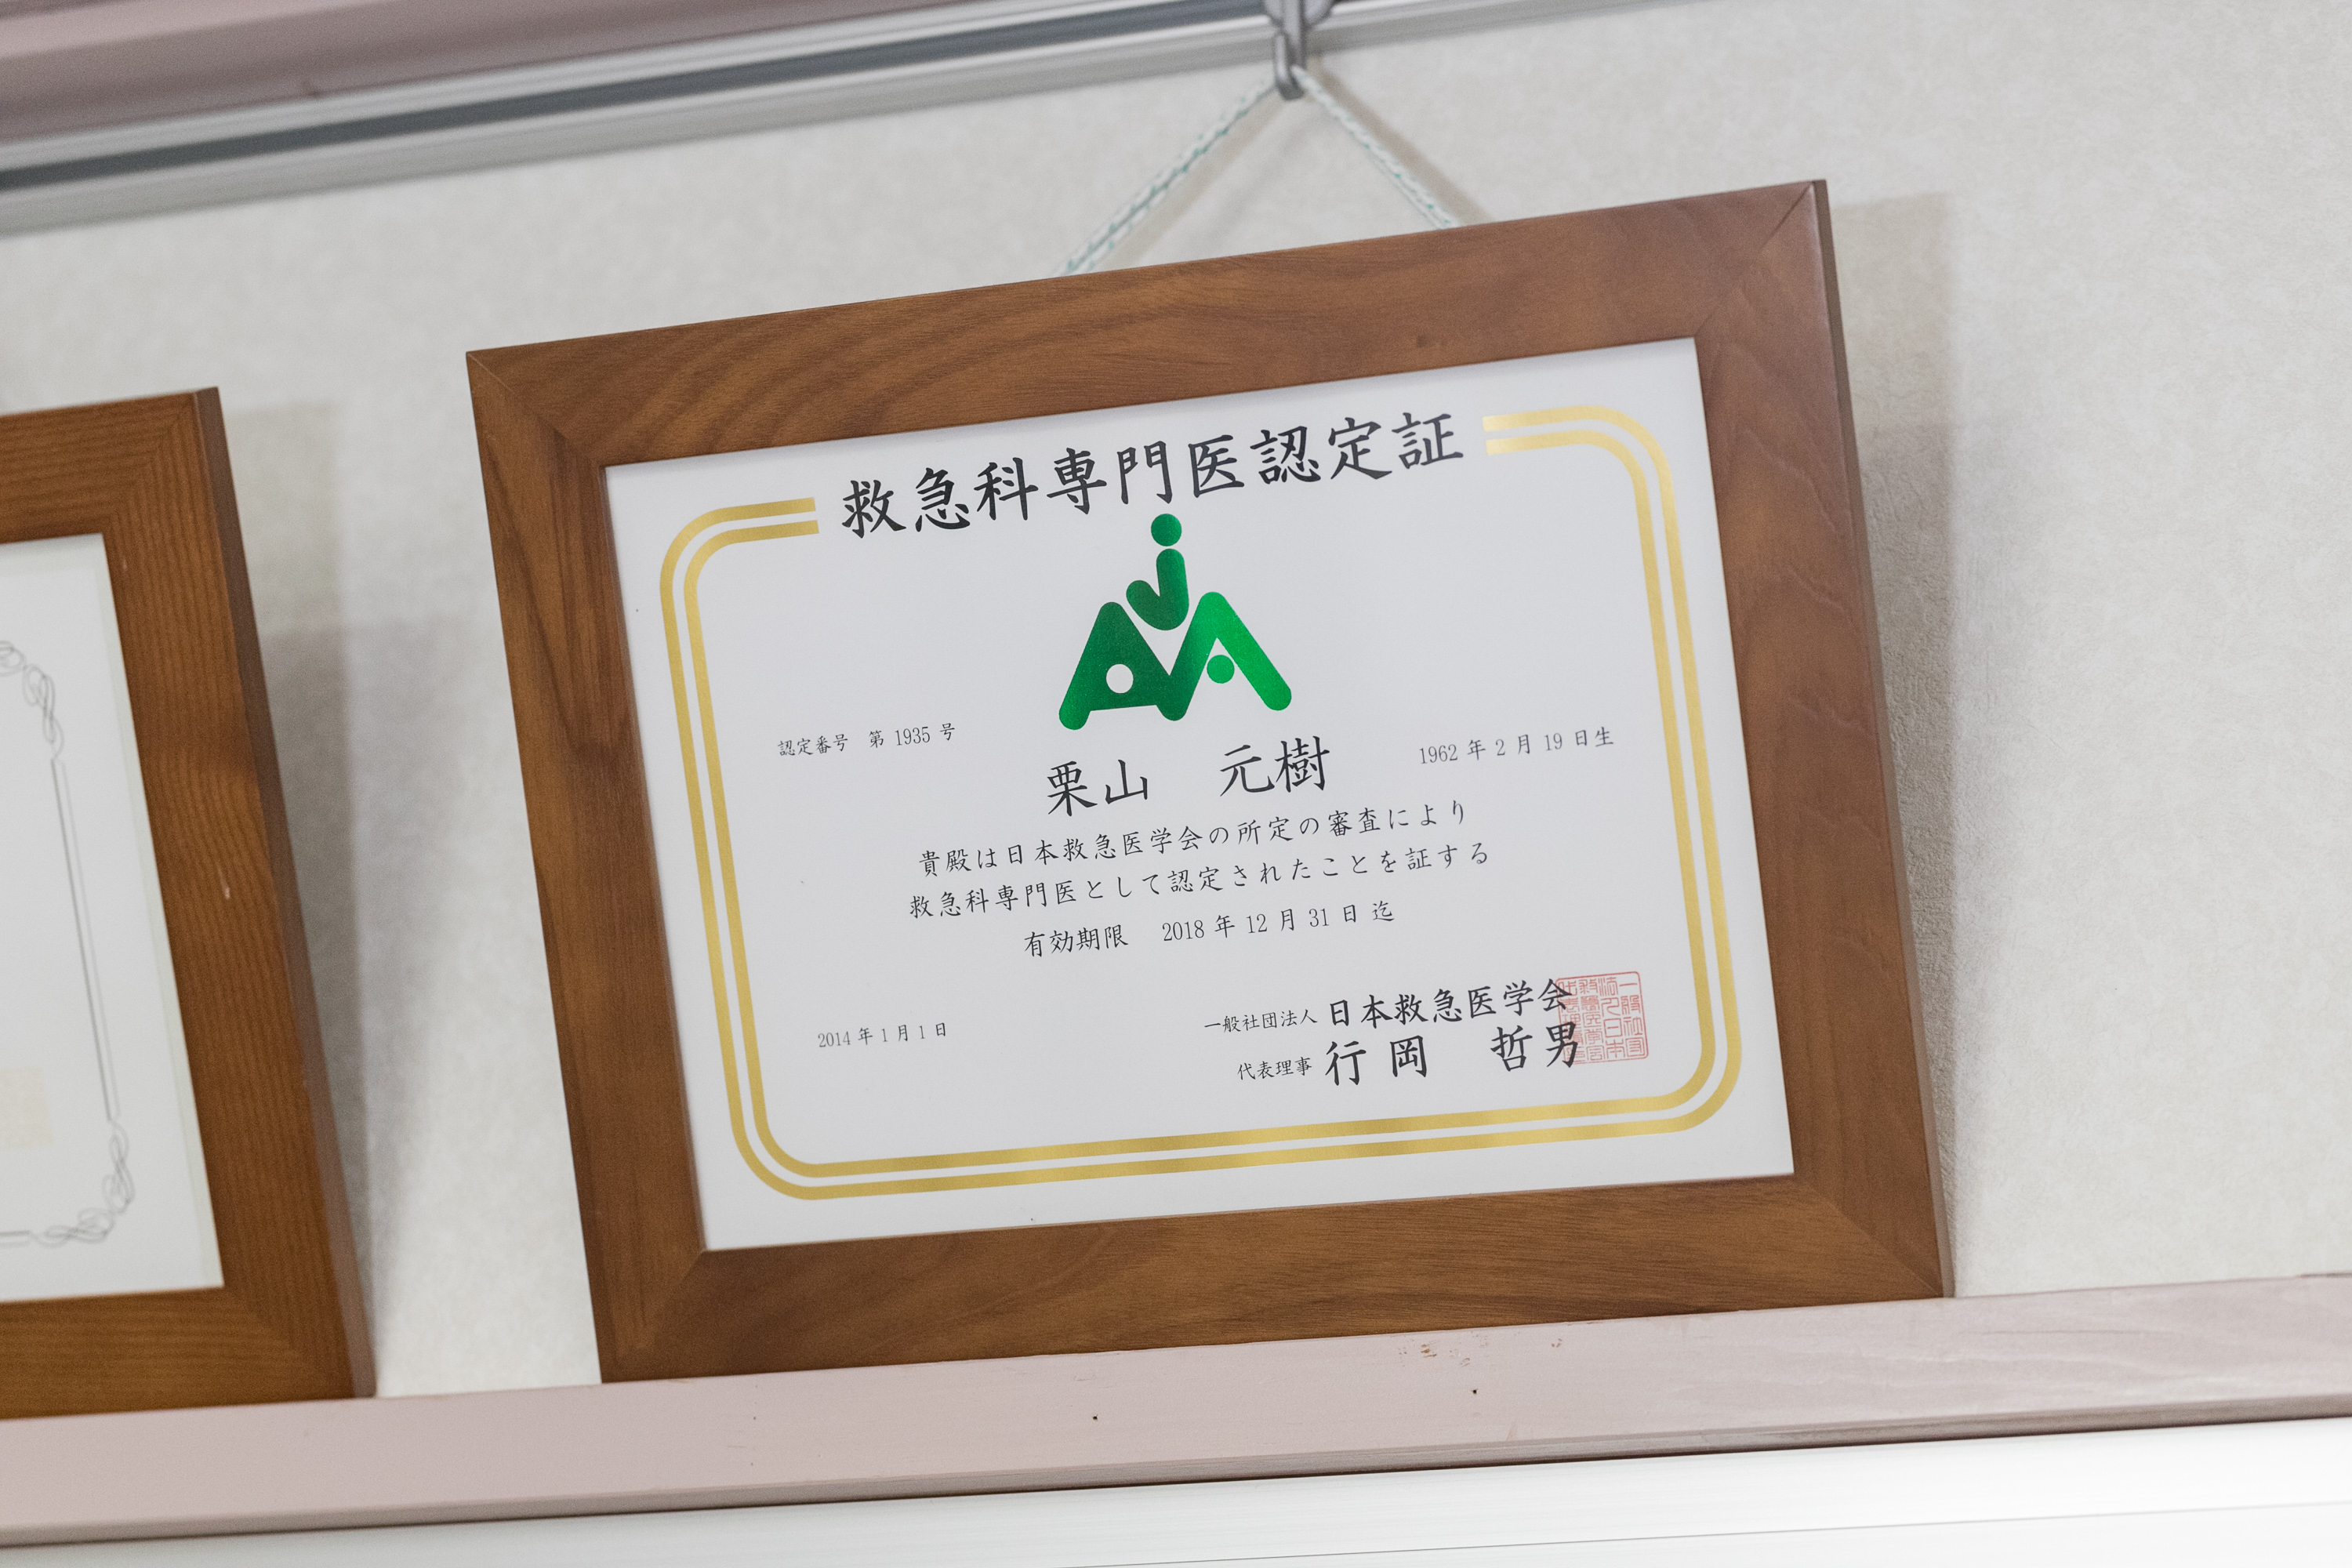 救急科専門医認定証
認定番号 第 1935 号
栗山 元樹
1962 年 2 月 19 日生
貴殿は日本救急医学会の所定の審査により
救急科専門医として認定されたことを証する
有効期限 2018 年 12 月 31 日 迄
2014 年 1 月 1 日
一般社団法人 日本救急医学会
代表理事 行岡 哲男